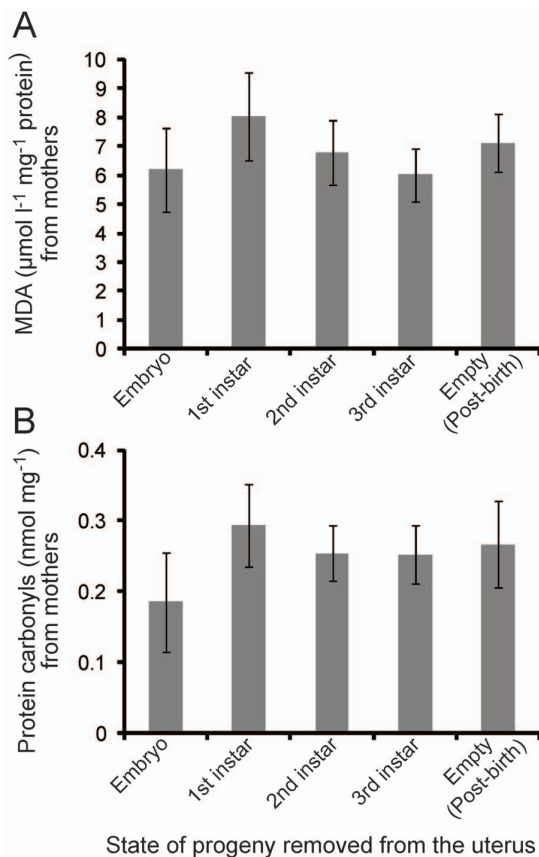 A
MDA (μmol l⁻¹ mg⁻¹ protein)
from mothers
10
9
8
7
6
5
4
3
2
1
0
Embryo
1st instar
2nd instar
3rd instar
Empty
(Post-birth)
B
Protein carbonyls (nmol mg⁻¹)
from mothers
0.4
0.3
0.2
0.1
0
Embryo
1st instar
2nd instar
3rd instar
Empty
(Post-birth)
State of progeny removed from the uterus